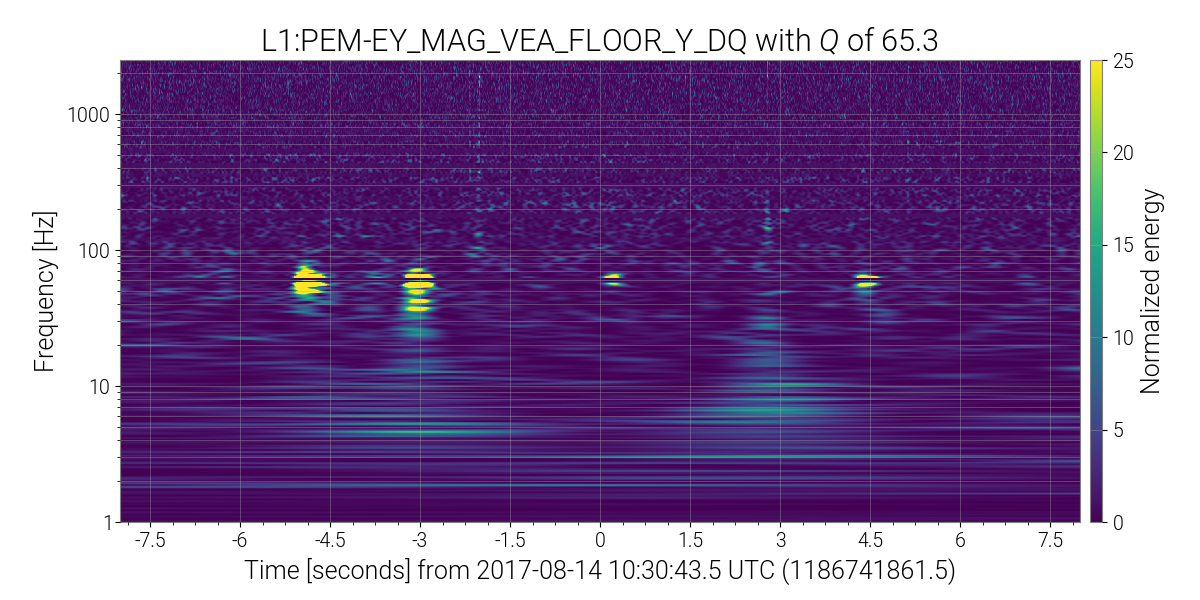 L1:PEM-EY_MAG_VEA_FLOOR_Y_DQ with Q of 65.3
Frequency [Hz]
1000
100
10
1
-7.5 -6 -4.5 -3 -1.5 0 1.5 3 4.5 6 7.5
Time [seconds] from 2017-08-14 10:30:43.5 UTC (1186741861.5)
25
20
15
10
5
0
Normalized energy